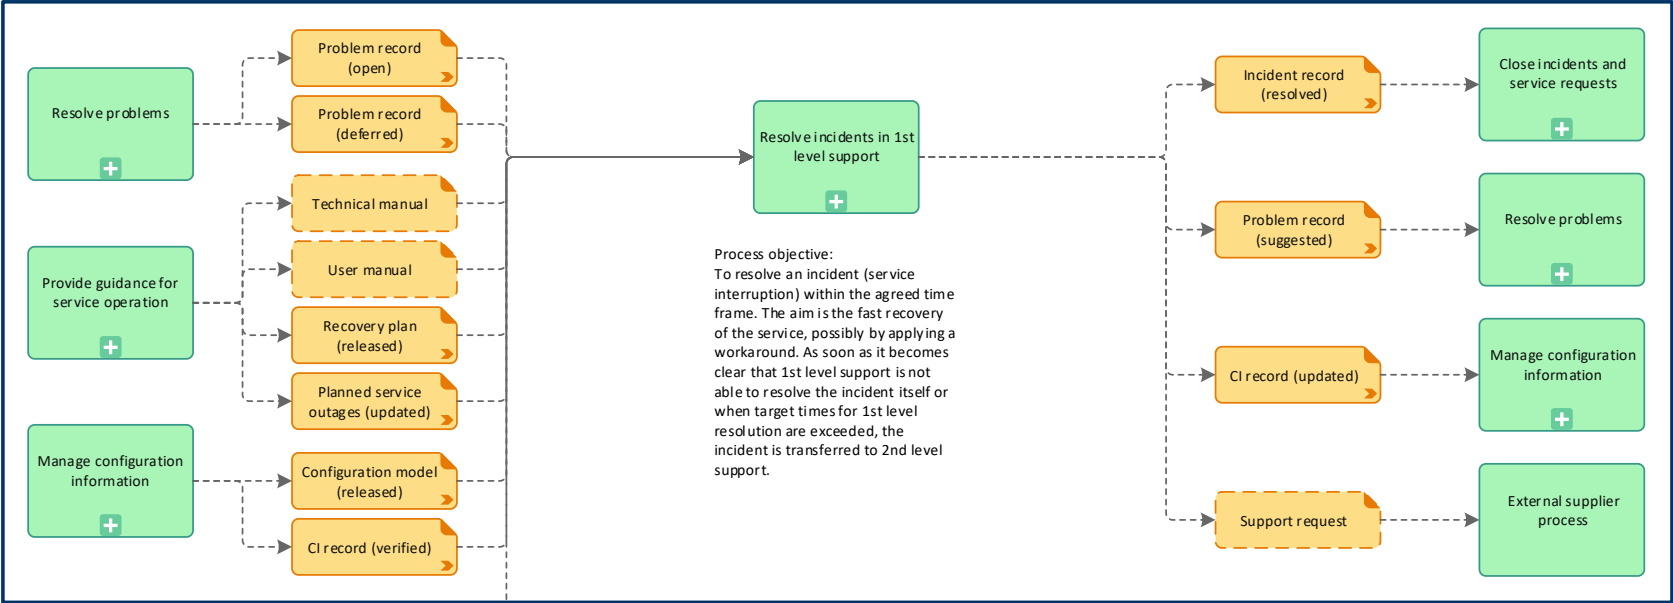 Resolve problems
Provide guidance for
service operation
Manage configuration
information
Problem record
(open)
Problem record
(deferred)
Technical manual
User manual
Recovery plan
(released)
Planned service
outages (updated)
Configuration model
(released)
CI record (verified)
Resolve incidents in 1st
level support
Process objective:
To resolve an incident (service
interruption) within the agreed time
frame. The aim is the fast recovery
of the service, possibly by applying a
workaround. As soon as it becomes
clear that 1st level support is not
able to resolve the incident itself or
when target times for 1st level
resolution are exceeded, the
incident is transferred to 2nd level
support.
Incident record
(resolved)
Problem record
(suggested)
CI record (updated)
Support request
Close incidents and
service requests
Resolve problems
Manage configuration
information
External supplier
process